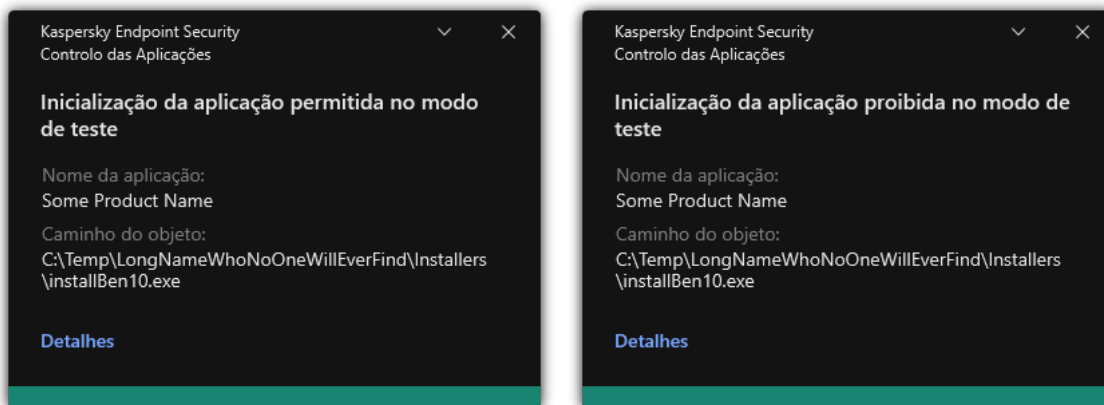 Kaspersky Endpoint Security
Controlo das Aplicações
Inicialização da aplicação permitida no modo
de teste
Nome da aplicação:
Some Product Name
Caminho do objeto:
C:\Temp\LongNameWhoNoOneWillEverFind\Installers
\installBen10.exe
Detalhes
Kaspersky Endpoint Security
Controlo das Aplicações
Inicialização da aplicação proibida no modo de
teste
Nome da aplicação:
Some Product Name
Caminho do objeto:
C:\Temp\LongNameWhoNoOneWillEverFind\Installers
\installBen10.exe
Detalhes